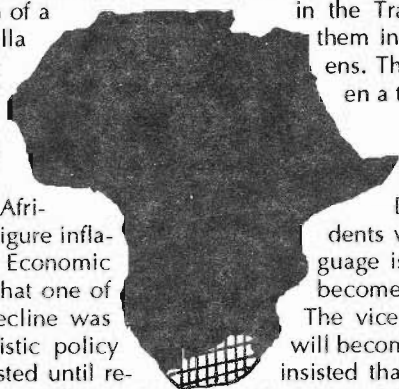 of a
lla
Afri-
igure infla-
Economic
hat one of
ecline was
istic policy
sted until re-
in the Tra
them in
ens. Th
en a t
dents v
guage is
become
The vice
will becom
insisted tha